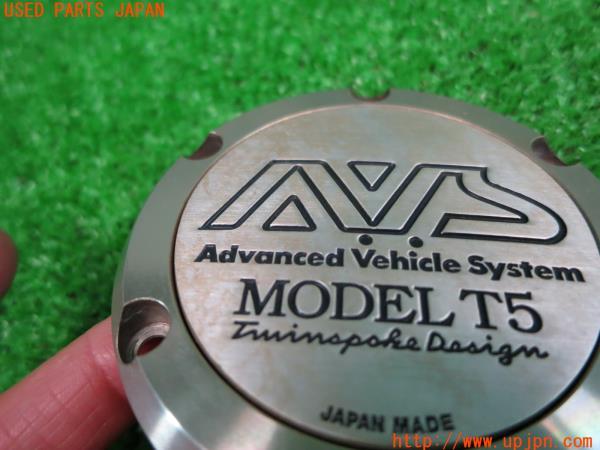 USED PARTS JAPAN
AVS
Advanced Vehicle System
MODEL T5
Twinspoke Design
JAPAN MADE
http://www.upjpn.com